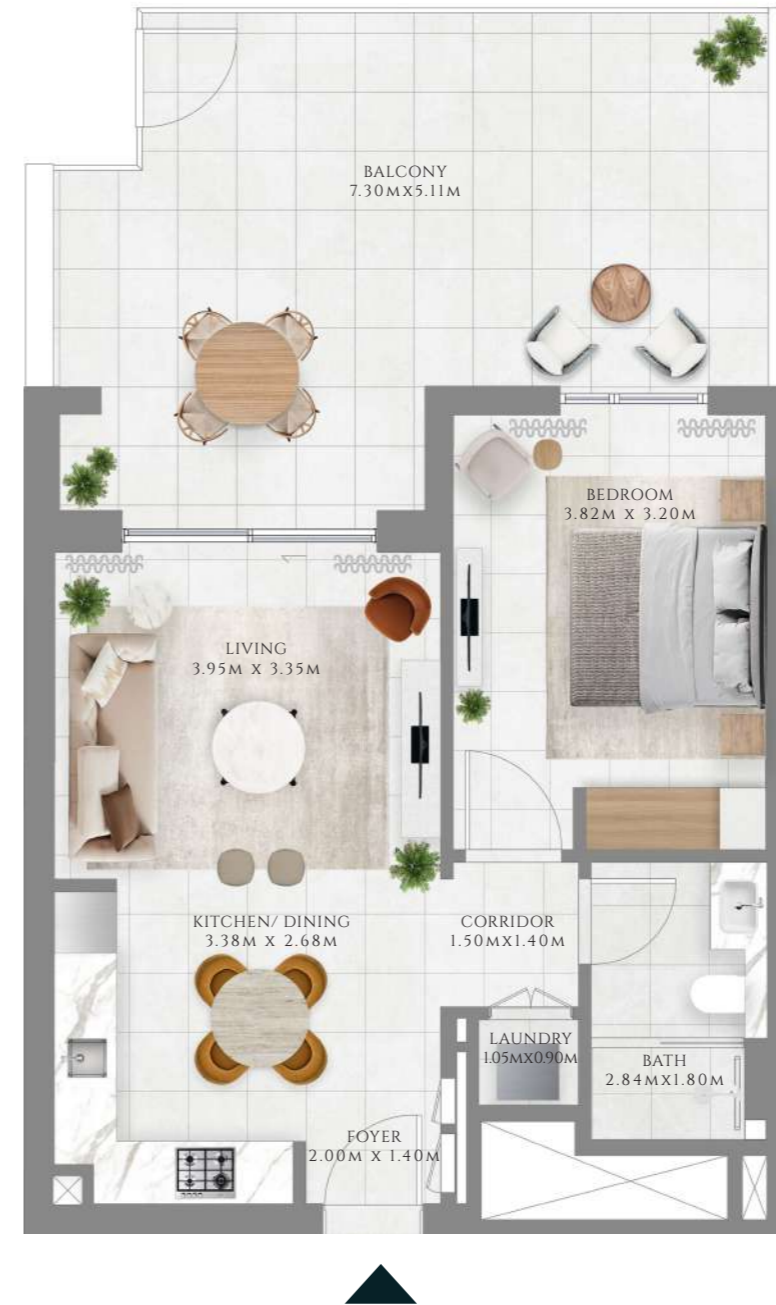 BALCONY
7.30MX5.11M
BEDROOM
3.82M X 3.20M
LIVING
3.95M X 3.35M
KITCHEN/ DINING
3.38M X 2.68M
CORRIDOR
1.50MX1.40M
LAUNDRY
1.05MX0.90M
BATH
2.84MX1.80M
FOYER
2.00M X 1.40M